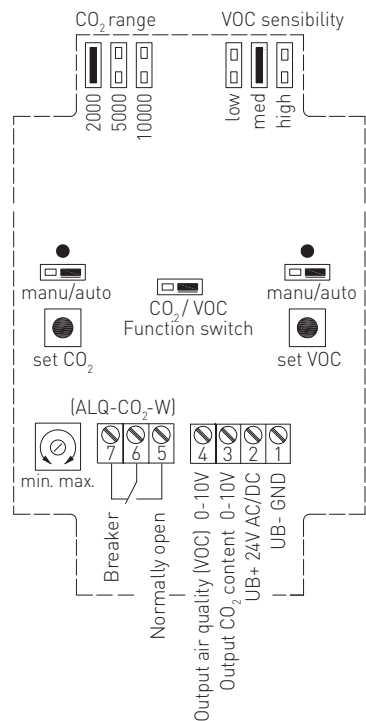 CO₂ range
VOC sensibility
2000
5000
10000
low
med
high
manu/auto
manu/auto
CO₂ / VOC
Function switch
set CO₂
set VOC
(ALQ-CO₂-W)
7 6 5 4 3 2 1
min. max.
Breaker
Normally open
Output air quality (VOC) 0-10V
Output CO₂ content 0-10V
UB+ 24V AC/DC
UB- GND